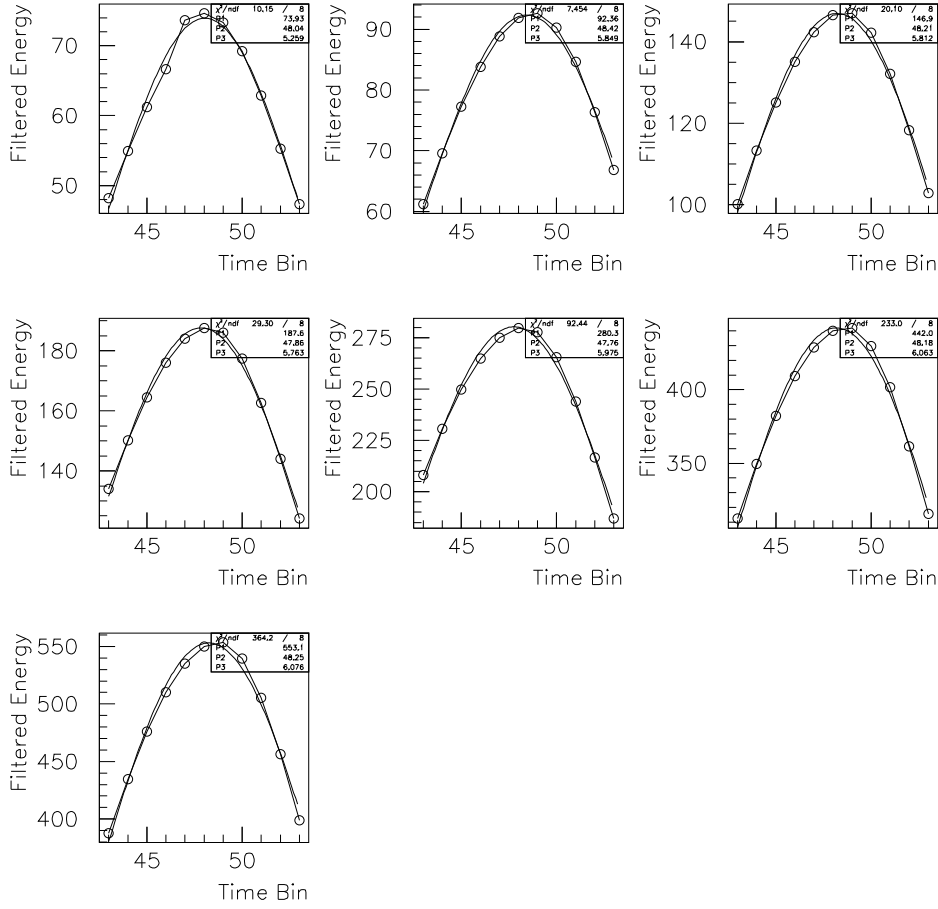 Filtered Energy
70
60
50
χ²/ndf 10.15 / 8
P1 73.93
P2 48.04
P3 5.259
45 50
Time Bin
Filtered Energy
90
80
70
60
χ²/ndf 7.454 / 8
P1 92.36
P2 48.42
P3 5.849
45 50
Time Bin
Filtered Energy
140
120
100
χ²/ndf 20.10 / 8
P1 146.9
P2 48.21
P3 5.812
45 50
Time Bin
Filtered Energy
180
160
140
χ²/ndf 29.30 / 8
P1 187.6
P2 47.86
P3 5.763
45 50
Time Bin
Filtered Energy
275
250
225
200
χ²/ndf 92.44 / 8
P1 280.3
P2 47.76
P3 5.975
45 50
Time Bin
Filtered Energy
400
350
χ²/ndf 233.0 / 8
P1 442.0
P2 48.18
P3 6.063
45 50
Time Bin
Filtered Energy
550
500
450
400
χ²/ndf 364.2 / 8
P1 553.1
P2 48.25
P3 6.076
45 50
Time Bin